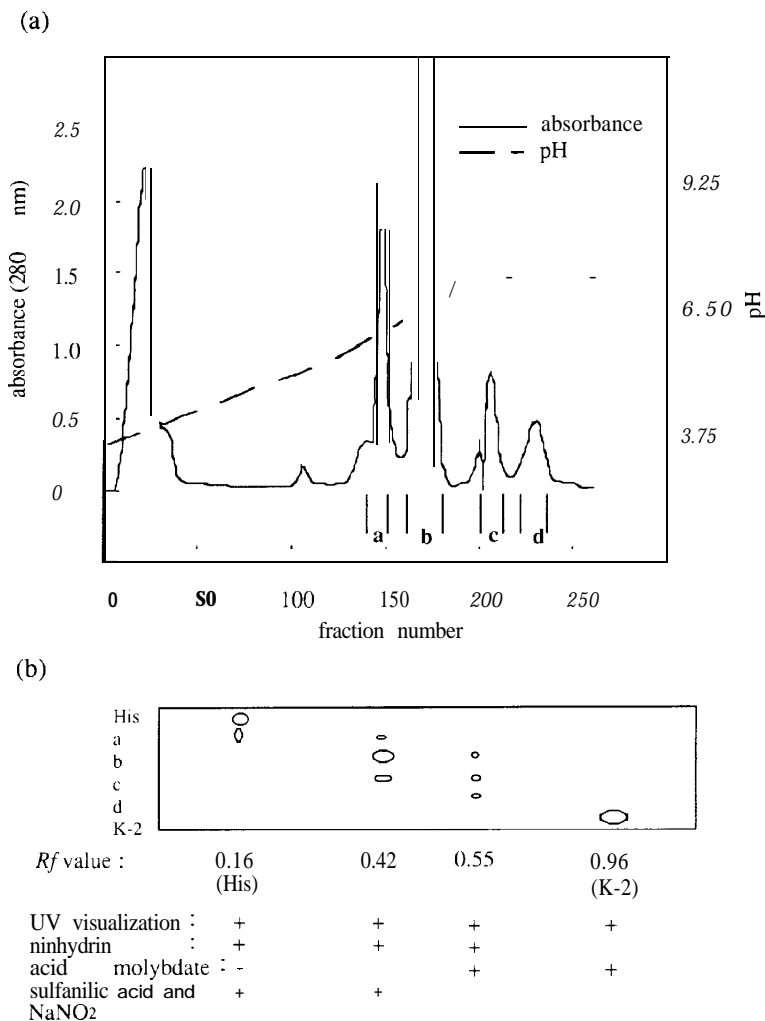 (a)
absorbance
pH
2.5
2.0
1.5
1.0
0.5
0
absorbance (280 nm)
9.25
6.50
3.75
pH
a b c d
0 S0 100 150 200 250
fraction number
(b)
His
a
b
c
d
K-2
Rf value : 0.16 0.42 0.55 0.96
(His) (K-2)
UV visualization : + + + +
ninhydrin : + + +
acid molybdate : - + +
sulfanilic acid and + +
NaNO2